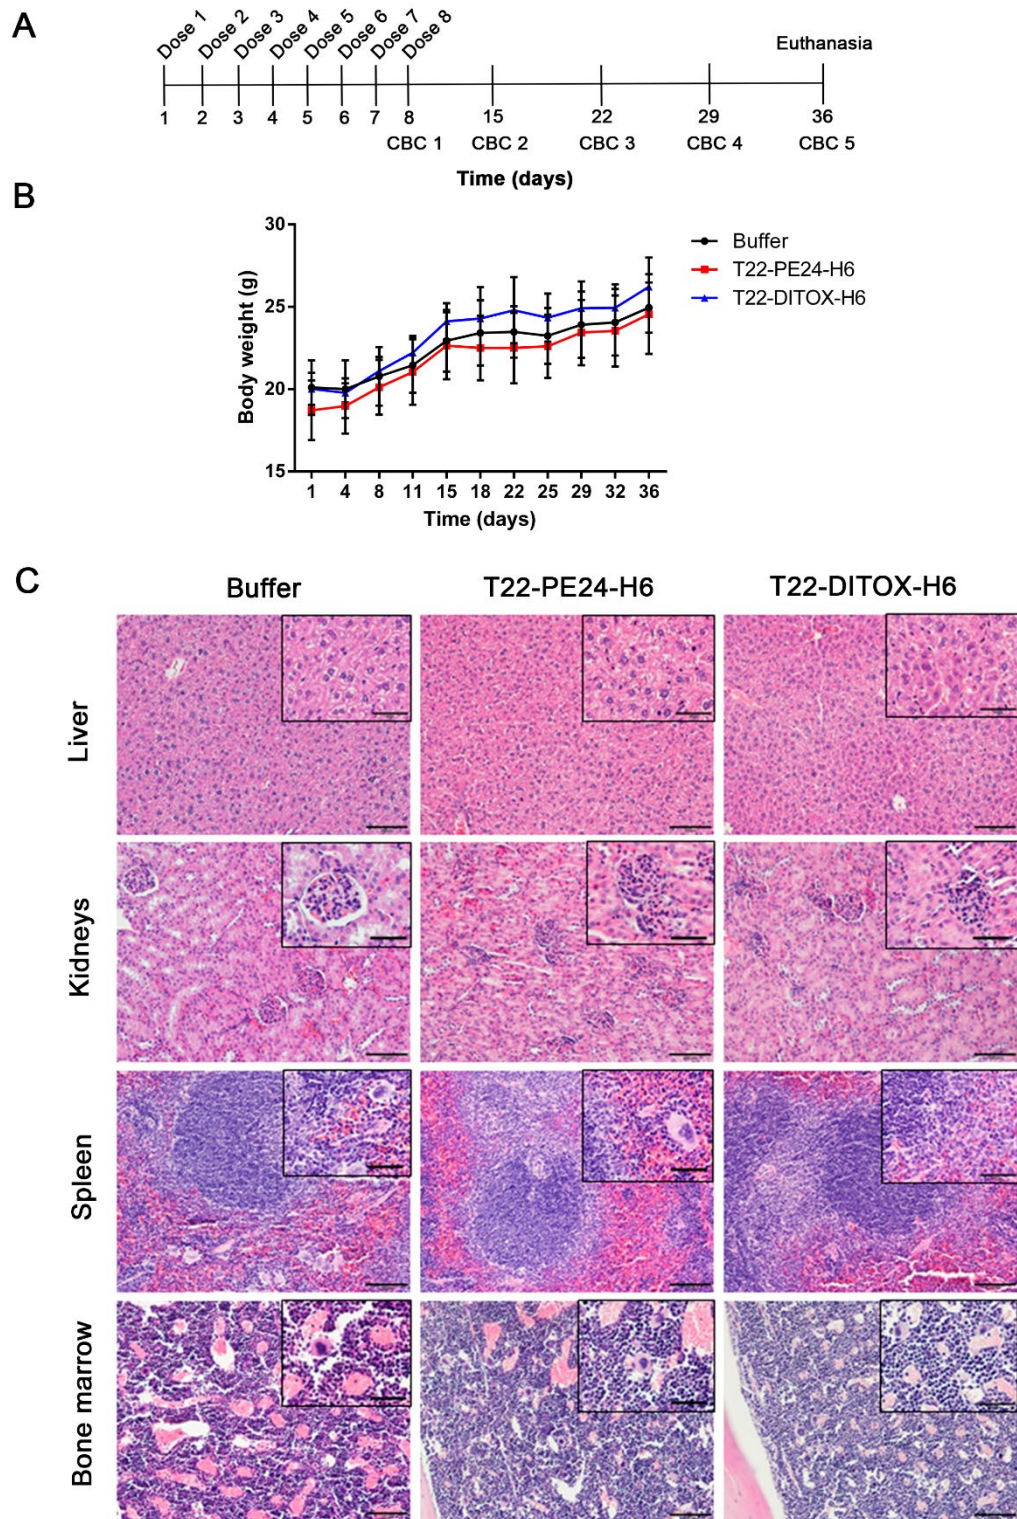 A
Dose 1 Dose 2 Dose 3 Dose 4 Dose 5 Dose 6 Dose 7 Dose 8
Euthanasia
1 2 3 4 5 6 7 8 15 22 29 36
CBC 1 CBC 2 CBC 3 CBC 4 CBC 5
Time (days)
B
Body weight (g)
30
25
20
15
1 4 8 11 15 18 22 25 29 32 36
Time (days)
Buffer
T22-PE24-H6
T22-DITOX-H6
C
Buffer T22-PE24-H6 T22-DITOX-H6
Liver
Kidneys
Spleen
Bone marrow